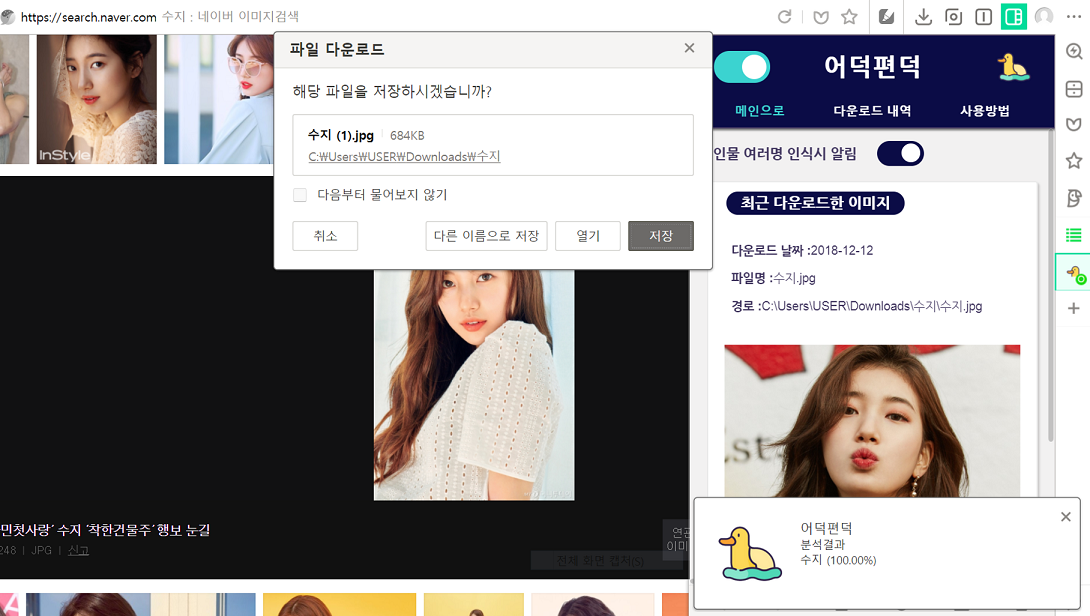 https://search.naver.com 수지 : 네이버 이미지검색
InStyle
파일 다운로드
해당 파일을 저장하시겠습니까?
수지 (1).jpg 684KB
C:₩Users₩USER₩Downloads₩수지
다음부터 물어보지 않기
취소 다른 이름으로 저장 열기 저장
어덕편덕
메인으로 다운로드 내역 사용방법
인물 여러명 인식시 알림
최근 다운로드한 이미지
다운로드 날짜 :2018-12-12
파일명 :수지.jpg
경로 :C:\Users\USER\Downloads\수지\수지.jpg
민첫사랑´ 수지 ´착한건물주´ 행보 눈길
248 | JPG | 신고
연관
이미
전체 화면 캡처(S)
어덕편덕
분석결과
수지 (100.00%)